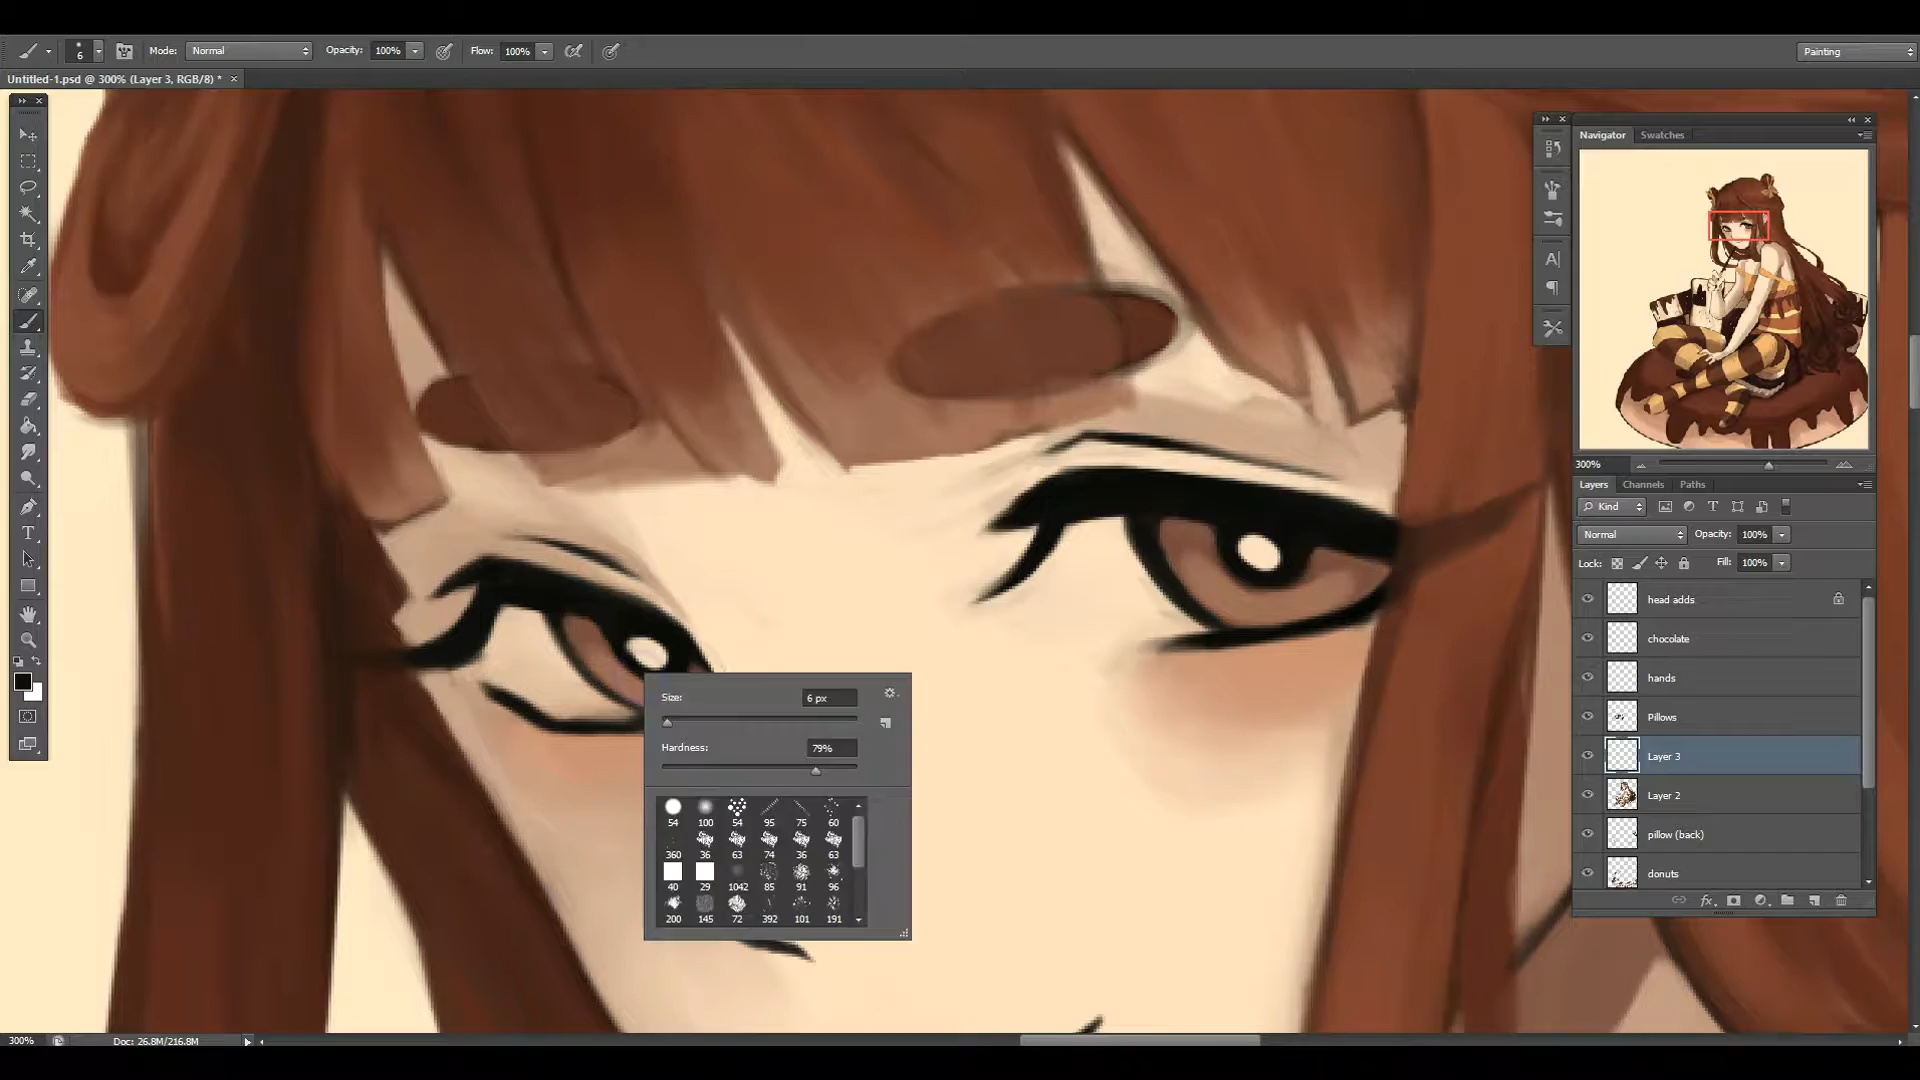 6 Mode: Normal Opacity: 100% Flow: 100% Painting
Untitled-1.psd @ 300% (Layer 3, RGB/8) * ×
Navigator Swatches
300%
Layers Channels Paths
Kind T
Normal Opacity: 100%
Lock: Fill: 100%
head adds
chocolate
hands
Pillows
Layer 3
Layer 2
pillow (back)
donuts
fx
Size: 6 px
Hardness: 79%
54 100 54 95 75 60
360 36 63 74 36 63
40 29 1042 85 91 96
200 145 72 392 101 191
300% Doc: 26.8M/216.8M